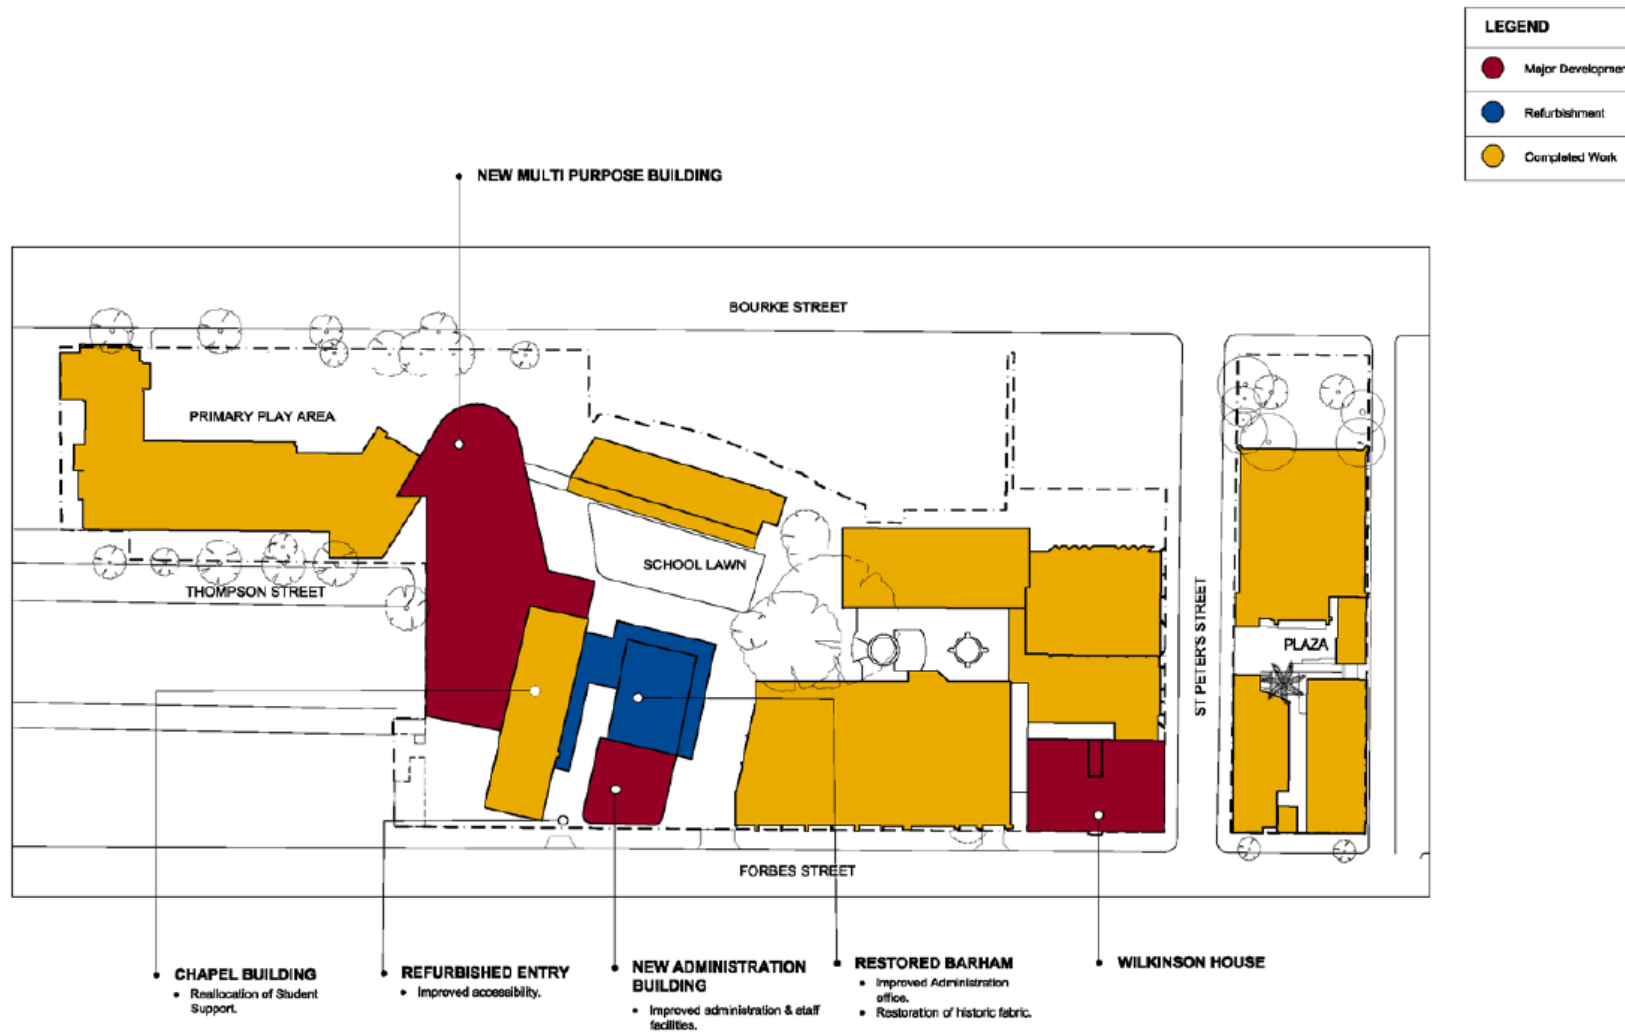 LEGEND
Major Developmen
Refurbishment
Completed Work
NEW MULTI PURPOSE BUILDING
BOURKE STREET
PRIMARY PLAY AREA
SCHOOL LAWN
THOMPSON STREET
ST PETER'S STREET
PLAZA
FORBES STREET
CHAPEL BUILDING
• Reallocation of Student
Support.
REFURBISHED ENTRY
• Improved accessibility.
NEW ADMINISTRATION
BUILDING
• Improved administration & staff
facilities.
RESTORED BARHAM
• Improved Administration
office.
• Restoration of historic fabric.
WILKINSON HOUSE